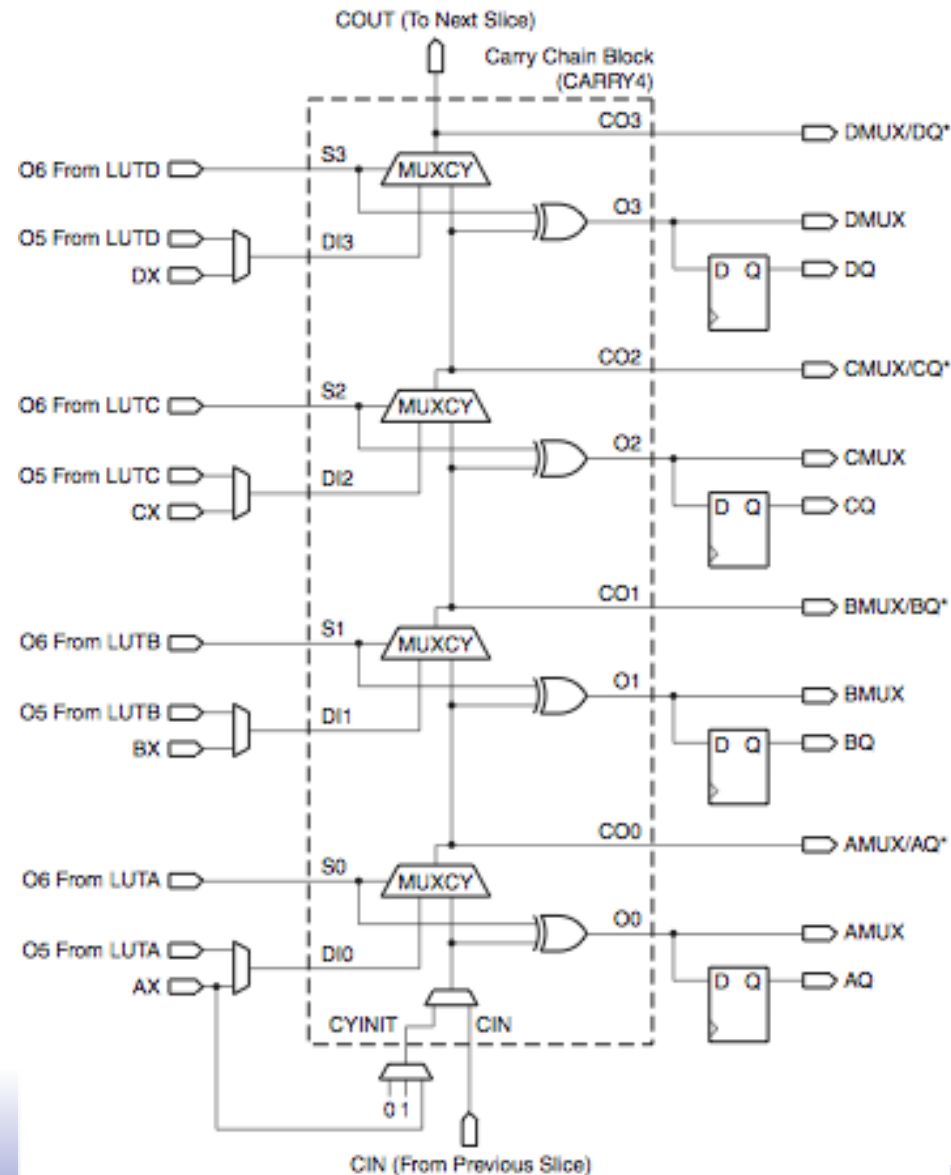 COUT (To Next Slice)
Carry Chain Block
(CARRY4)
CO3
DMUX/DQ*
S3
O6 From LUTD
MUXCY
O3
DMUX
O5 From LUTD
DI3
DX
D Q
DQ
CO2
CMUX/CQ*
S2
O6 From LUTC
MUXCY
O2
CMUX
O5 From LUTC
DI2
CX
D Q
CQ
CO1
BMUX/BQ*
S1
O6 From LUTB
MUXCY
O1
BMUX
O5 From LUTB
DI1
BX
D Q
BQ
CO0
AMUX/AQ*
S0
O6 From LUTA
MUXCY
O0
AMUX
O5 From LUTA
DI0
AX
D Q
AQ
CYINIT
CIN
0 1
CIN (From Previous Slice)